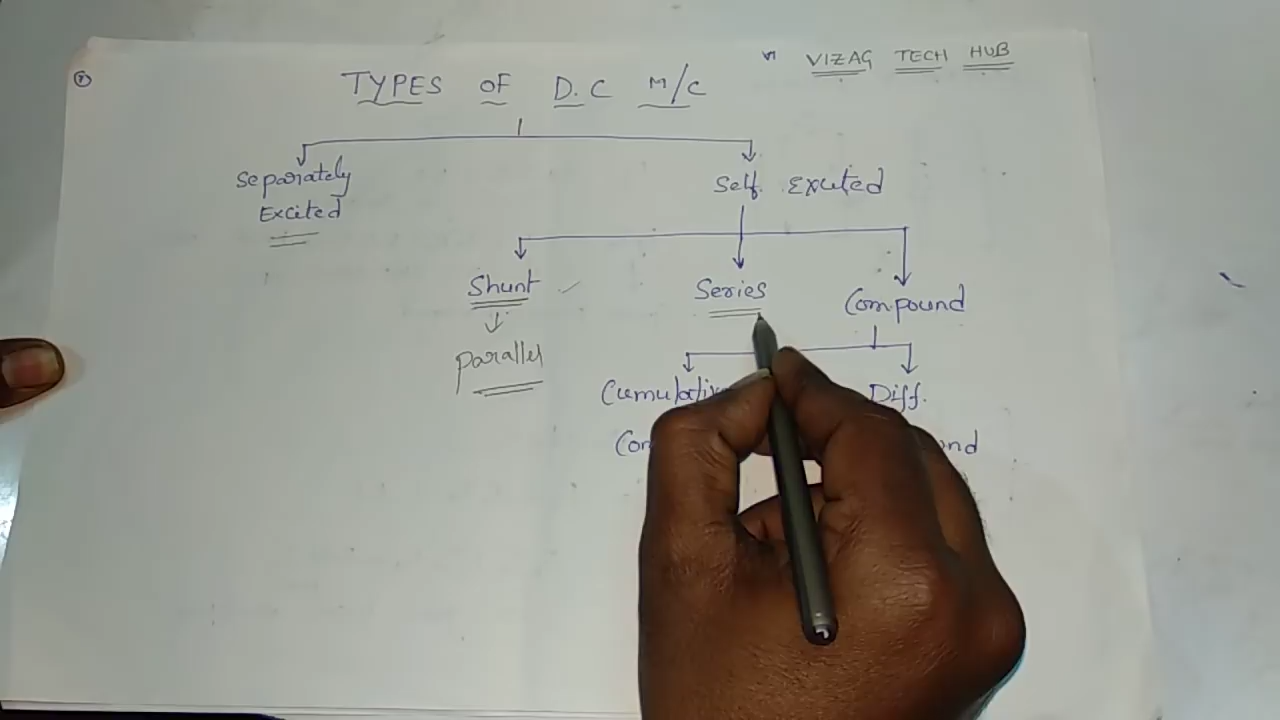 VIZAG TECH HUB
TYPES OF D.C M/C
Separately
Excited
Self Excited
Shunt
Series
Compound
parallel
Diff.